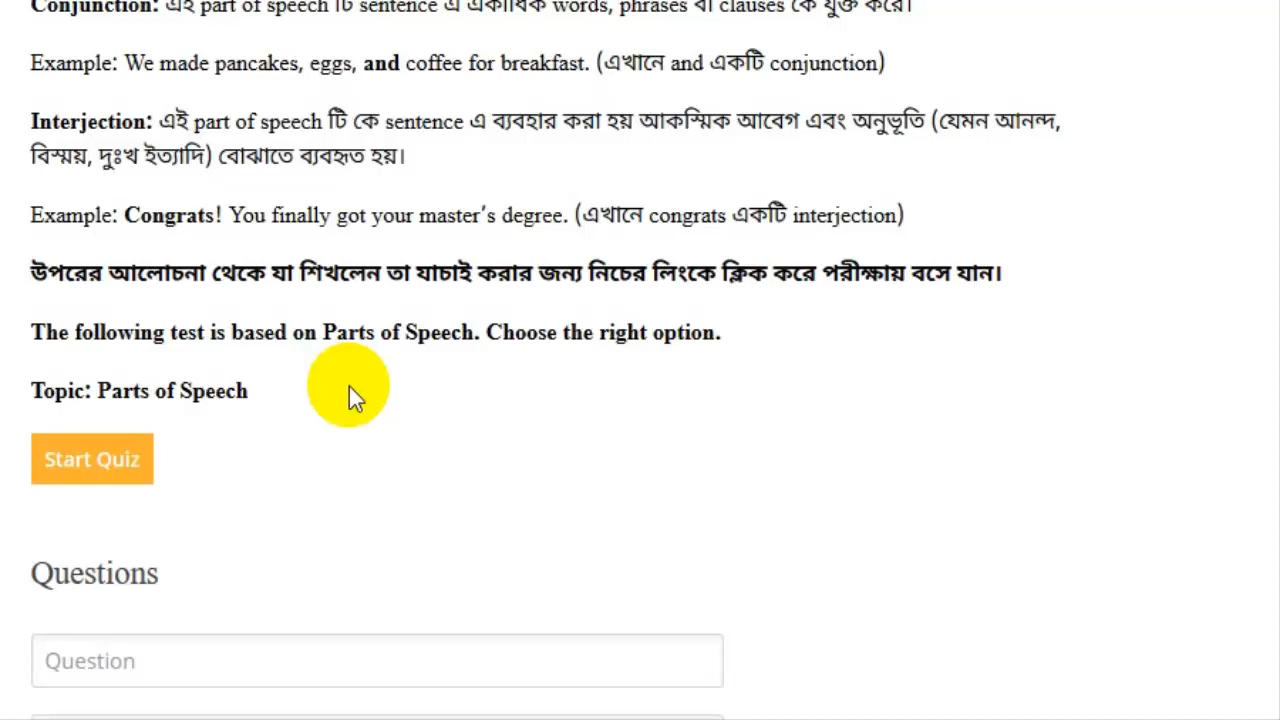 Conjunction: এই part of speech টি sentence এ একাধিক words, phrases বা clauses কে যুক্ত করে।
Example: We made pancakes, eggs, and coffee for breakfast. (এখানে and একটি conjunction)
Interjection: এই part of speech টি কে sentence এ ব্যবহার করা হয় আকস্মিক আবেগ এবং অনুভূতি (যেমন আনন্দ,
বিস্ময়, দুঃখ ইত্যাদি) বোঝাতে ব্যবহৃত হয়।
Example: Congrats! You finally got your master’s degree. (এখানে congrats একটি interjection)
উপরের আলোচনা থেকে যা শিখলেন তা যাচাই করার জন্য নিচের লিংকে ক্লিক করে পরীক্ষায় বসে যান।
The following test is based on Parts of Speech. Choose the right option.
Topic: Parts of Speech
Start Quiz
Questions
Question